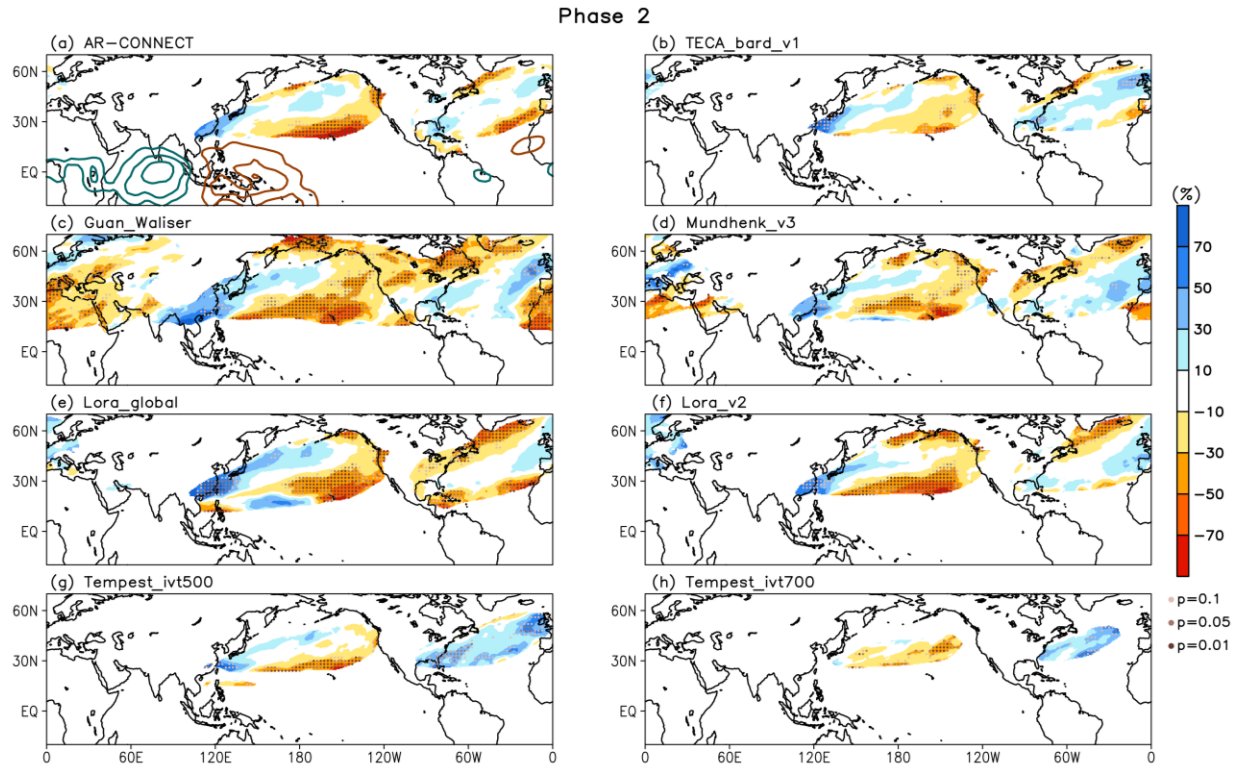 Phase 2
(a) AR-CONNECT
(b) TECA_bard_v1
60N
30N
EQ
(c) Guan_Waliser
(d) Mundhenk_v3
60N
30N
EQ
(e) Lora_global
(f) Lora_v2
60N
30N
EQ
(g) Tempest_ivt500
(h) Tempest_ivt700
60N
30N
EQ
0 60E 120E 180 120W 60W 0
0 60E 120E 180 120W 60W 0
(%)
70
50
30
10
-10
-30
-50
-70
p=0.1
p=0.05
p=0.01